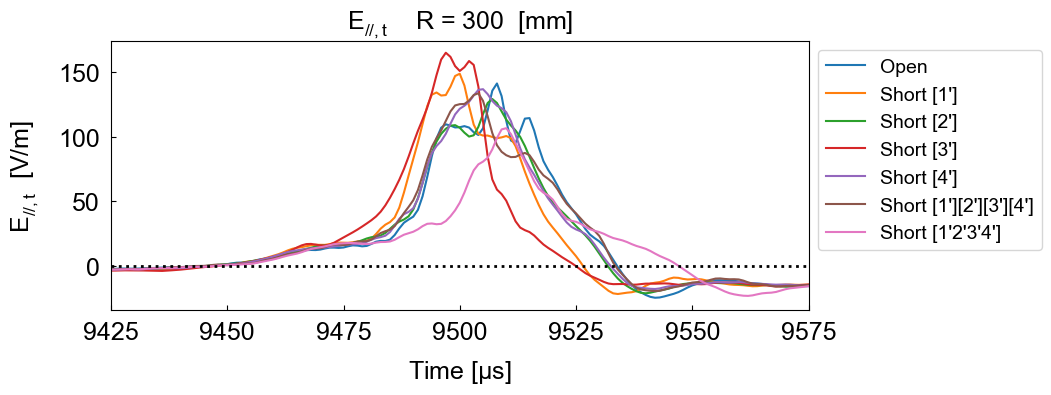 E//, t R = 300 [mm]
E//, t [V/m]
150
100
50
0
9425 9450 9475 9500 9525 9550 9575
Time [μs]
Open
Short [1']
Short [2']
Short [3']
Short [4']
Short [1'][2'][3'][4']
Short [1'2'3'4']